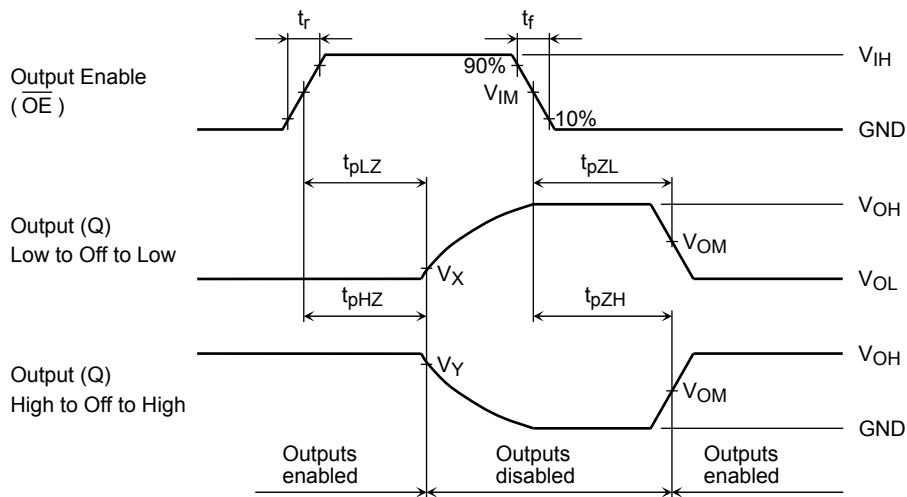 tr
tf
Output Enable
( OE )
90%
VIM
10%
VIH
GND
tpLZ
tpZL
Output (Q)
Low to Off to Low
VX
VOH
VOM
VOL
tpHZ
tpZH
Output (Q)
High to Off to High
VY
VOH
VOM
GND
Outputs
enabled
Outputs
disabled
Outputs
enabled